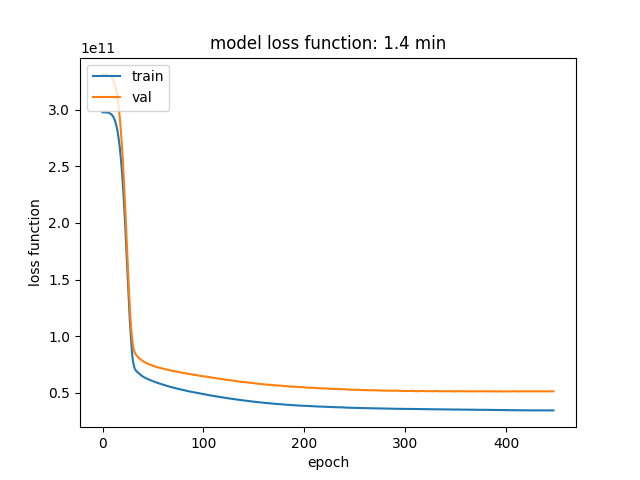 model loss function: 1.4 min
1e11
train
val
3.0
2.5
2.0
1.5
1.0
0.5
loss function
0 100 200 300 400
epoch